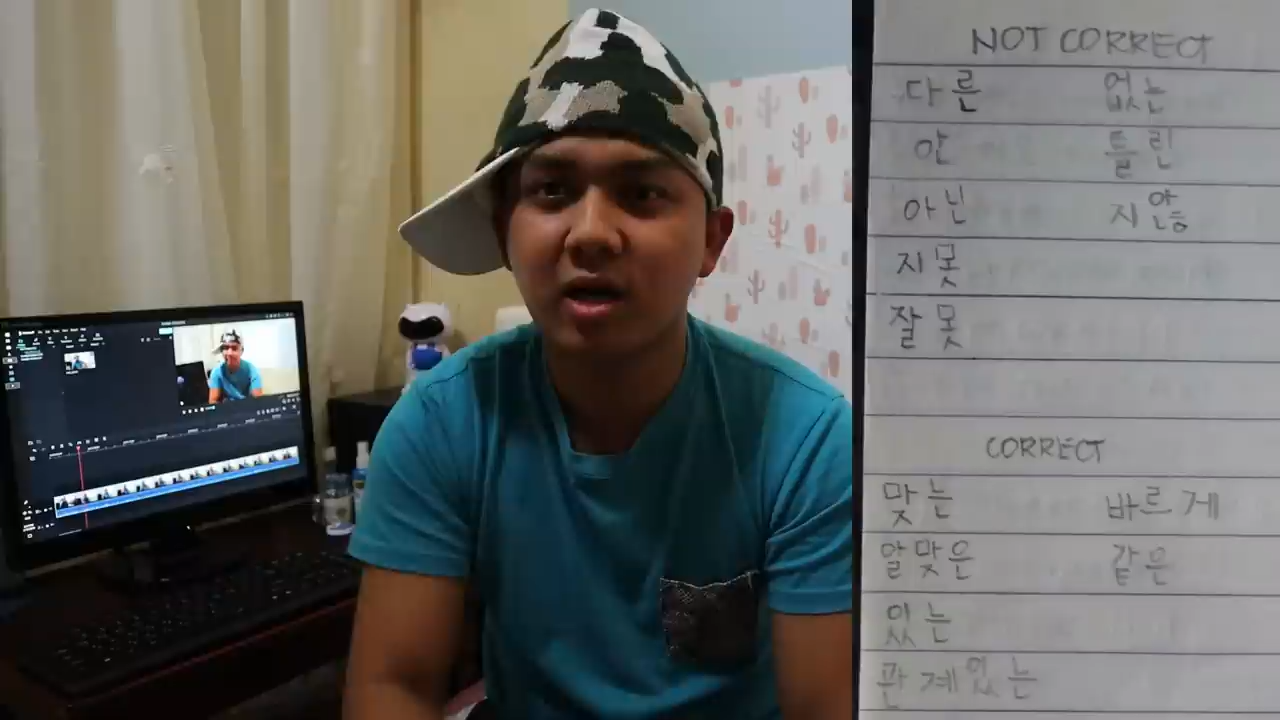 NOT CORRECT
다른 없는
안 틀린
아닌 지않
지못
잘못
CORRECT
맞는 바르게
알맞은 같은
있는
관계있는